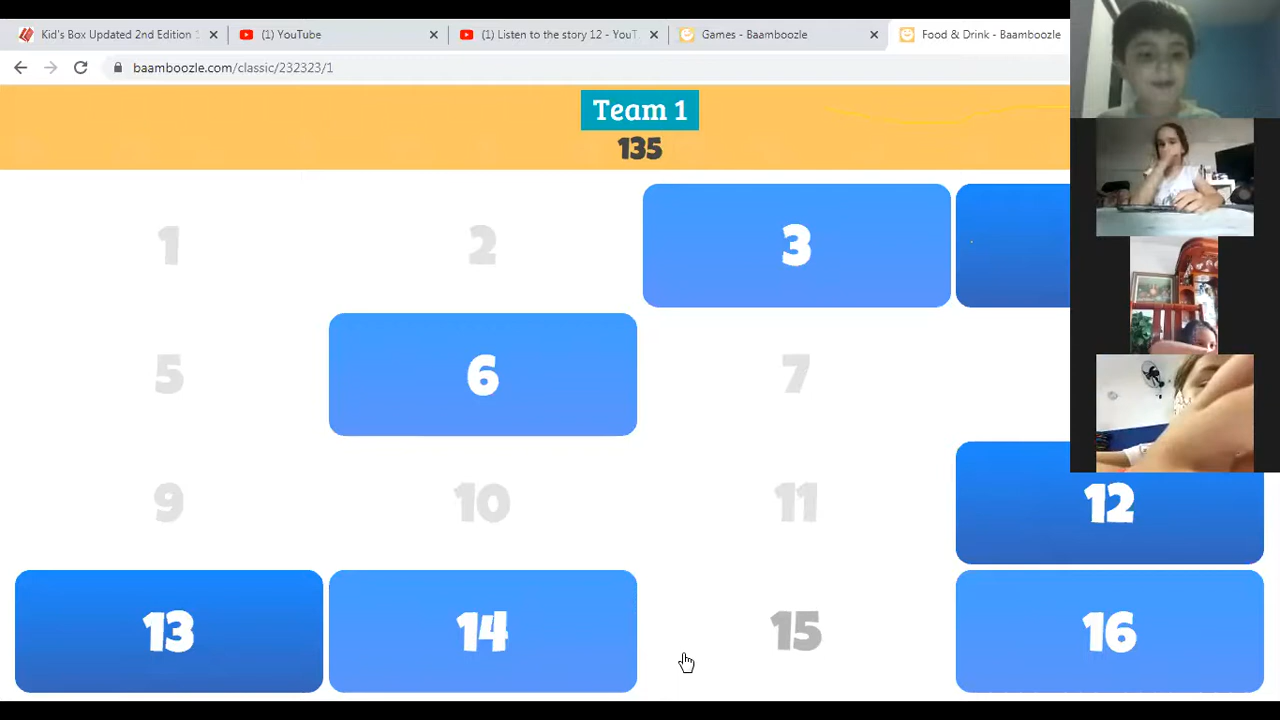 Kid's Box Updated 2nd Edition 1
(1) YouTube
(1) Listen to the story 12 - YouT
Games - Baamboozle
Food & Drink - Baamboozle
baamboozle.com/classic/232323/1
Team 1
135
1
2
3
5
6
7
9
10
11
12
13
14
15
16